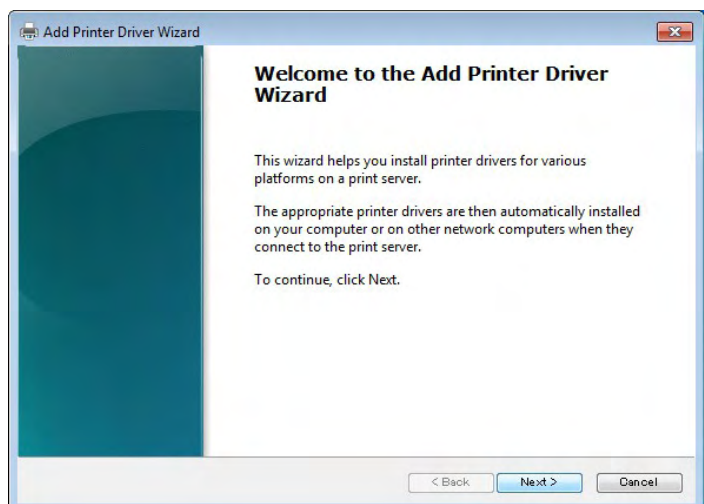 Add Printer Driver Wizard
Welcome to the Add Printer Driver
Wizard
This wizard helps you install printer drivers for various
platforms on a print server.
The appropriate printer drivers are then automatically installed
on your computer or on other network computers when they
connect to the print server.
To continue, click Next.
< Back Next > Cancel